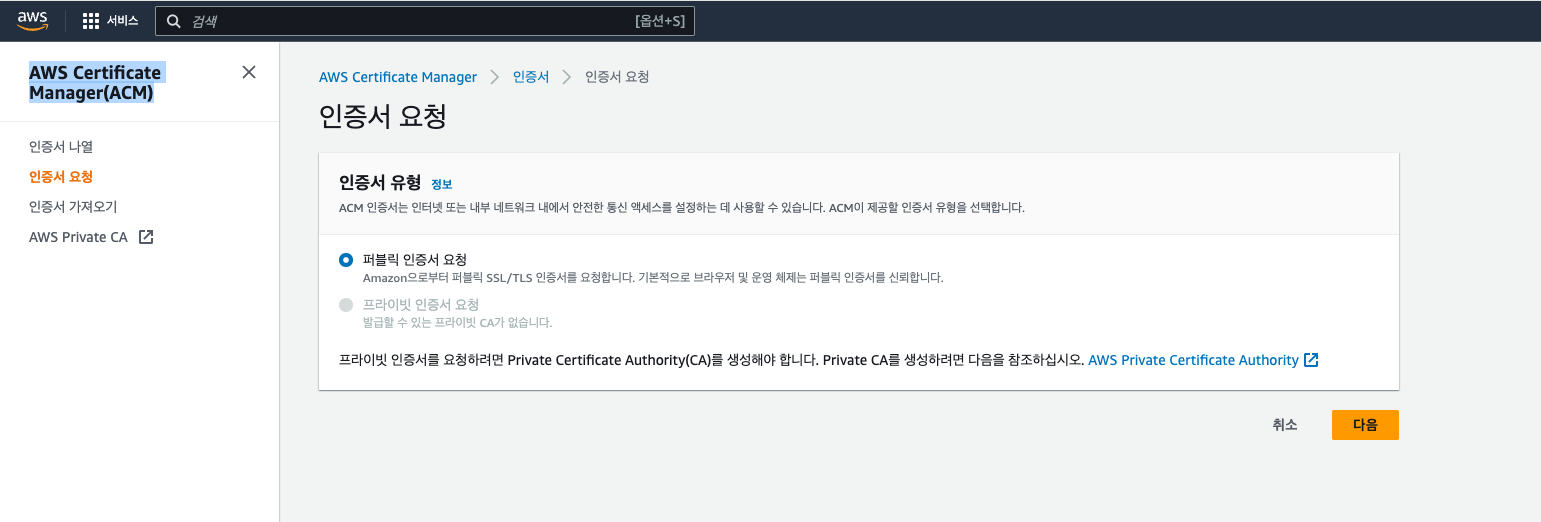 aws
서비스
검색
[옵션+S]
AWS Certificate
Manager(ACM)
인증서 나열
인증서 요청
인증서 가져오기
AWS Private CA
AWS Certificate Manager
인증서
인증서 요청
인증서 요청
인증서 유형 정보
ACM 인증서는 인터넷 또는 내부 네트워크 내에서 안전한 통신 액세스를 설정하는 데 사용할 수 있습니다. ACM이 제공할 인증서 유형을 선택합니다.
퍼블릭 인증서 요청
Amazon으로부터 퍼블릭 SSL/TLS 인증서를 요청합니다. 기본적으로 브라우저 및 운영 체제는 퍼블릭 인증서를 신뢰합니다.
프라이빗 인증서 요청
발급할 수 있는 프라이빗 CA가 없습니다.
프라이빗 인증서를 요청하려면 Private Certificate Authority(CA)를 생성해야 합니다. Private CA를 생성하려면 다음을 참조하십시오. AWS Private Certificate Authority
취소
다음